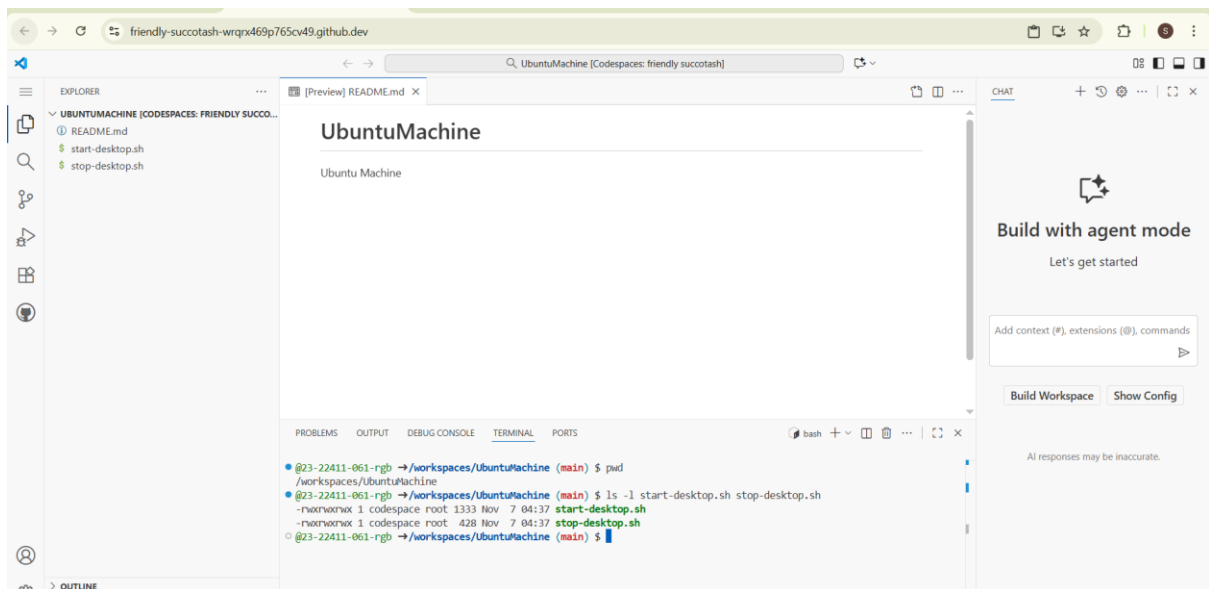 friendly-succotash-wrqrx469p765cv49.github.dev
S
UbuntuMachine [Codespaces: friendly succotash]
EXPLORER
UBUNTUMACHINE [CODESPACES: FRIENDLY SUCCO...
README.md
$ start-desktop.sh
$ stop-desktop.sh
[Preview] README.md
UbuntuMachine
Ubuntu Machine
CHAT
Build with agent mode
Let's get started
Add context (#), extensions (@), commands
Build Workspace Show Config
AI responses may be inaccurate.
PROBLEMS OUTPUT DEBUG CONSOLE TERMINAL PORTS
bash
@23-22411-061-rgb ➜/workspaces/UbuntuMachine (main) $ pwd
/workspaces/UbuntuMachine
@23-22411-061-rgb ➜/workspaces/UbuntuMachine (main) $ ls -l start-desktop.sh stop-desktop.sh
-rwxrwxrwx 1 codespace root 1333 Nov  7 04:37 start-desktop.sh
-rwxrwxrwx 1 codespace root  428 Nov  7 04:37 stop-desktop.sh
@23-22411-061-rgb ➜/workspaces/UbuntuMachine (main) $
OUTLINE